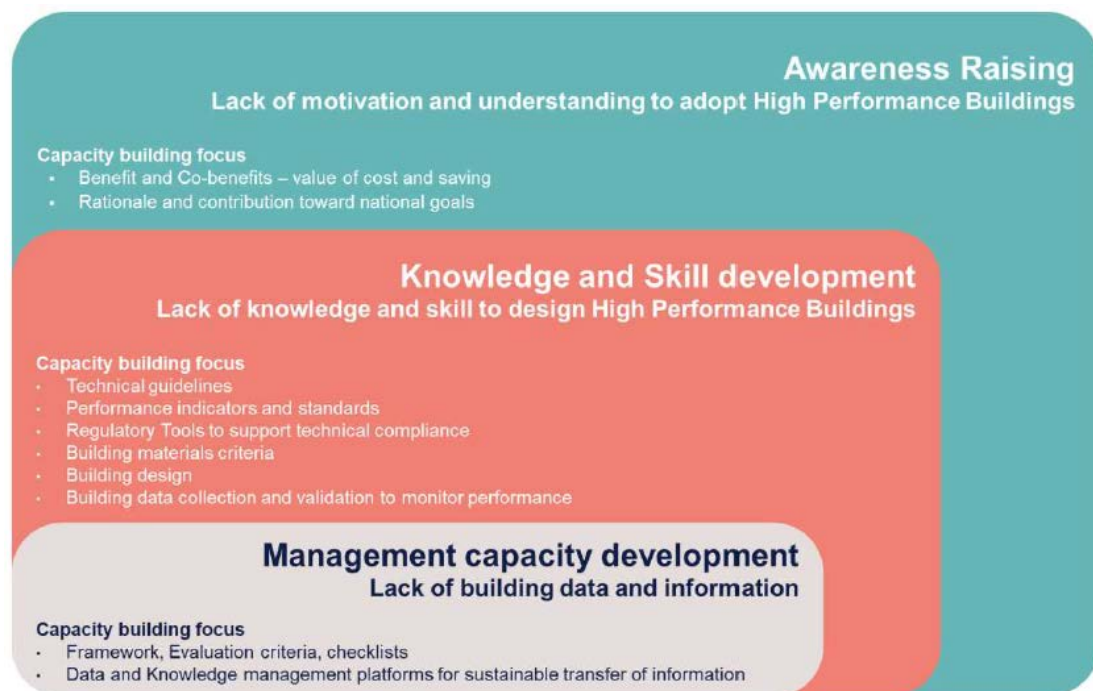 Awareness Raising
Lack of motivation and understanding to adopt High Performance Buildings
Capacity building focus
• Benefit and Co-benefits – value of cost and saving
• Rationale and contribution toward national goals
Knowledge and Skill development
Lack of knowledge and skill to design High Performance Buildings
Capacity building focus
• Technical guidelines
• Performance indicators and standards
• Regulatory Tools to support technical compliance
• Building materials criteria
• Building design
• Building data collection and validation to monitor performance
Management capacity development
Lack of building data and information
Capacity building focus
• Framework, Evaluation criteria, checklists
• Data and Knowledge management platforms for sustainable transfer of information